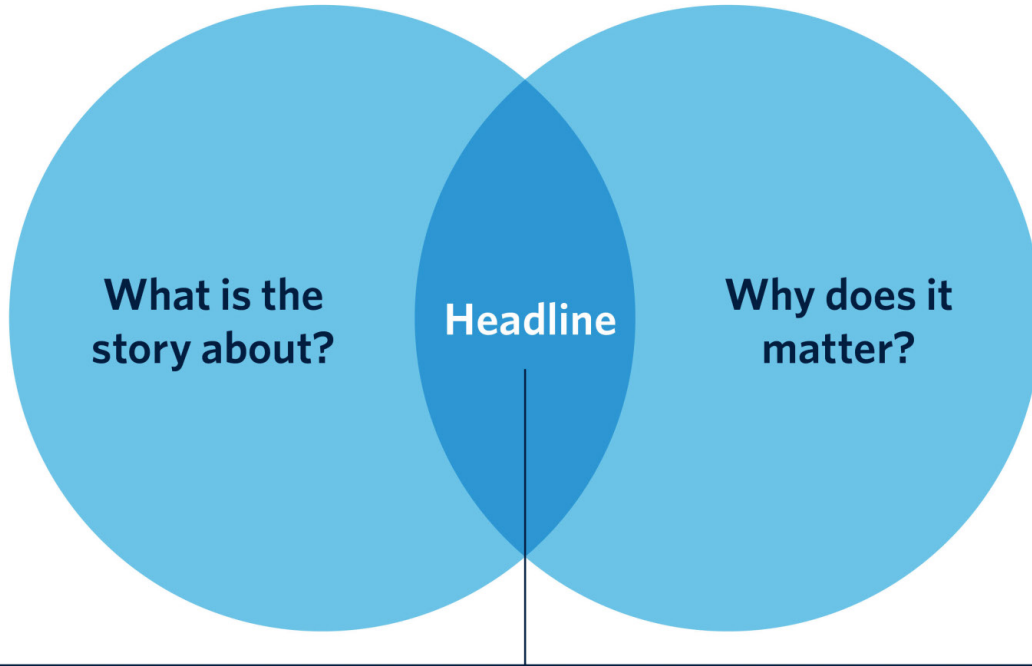 What is the
story about?
Headline
Why does it
matter?